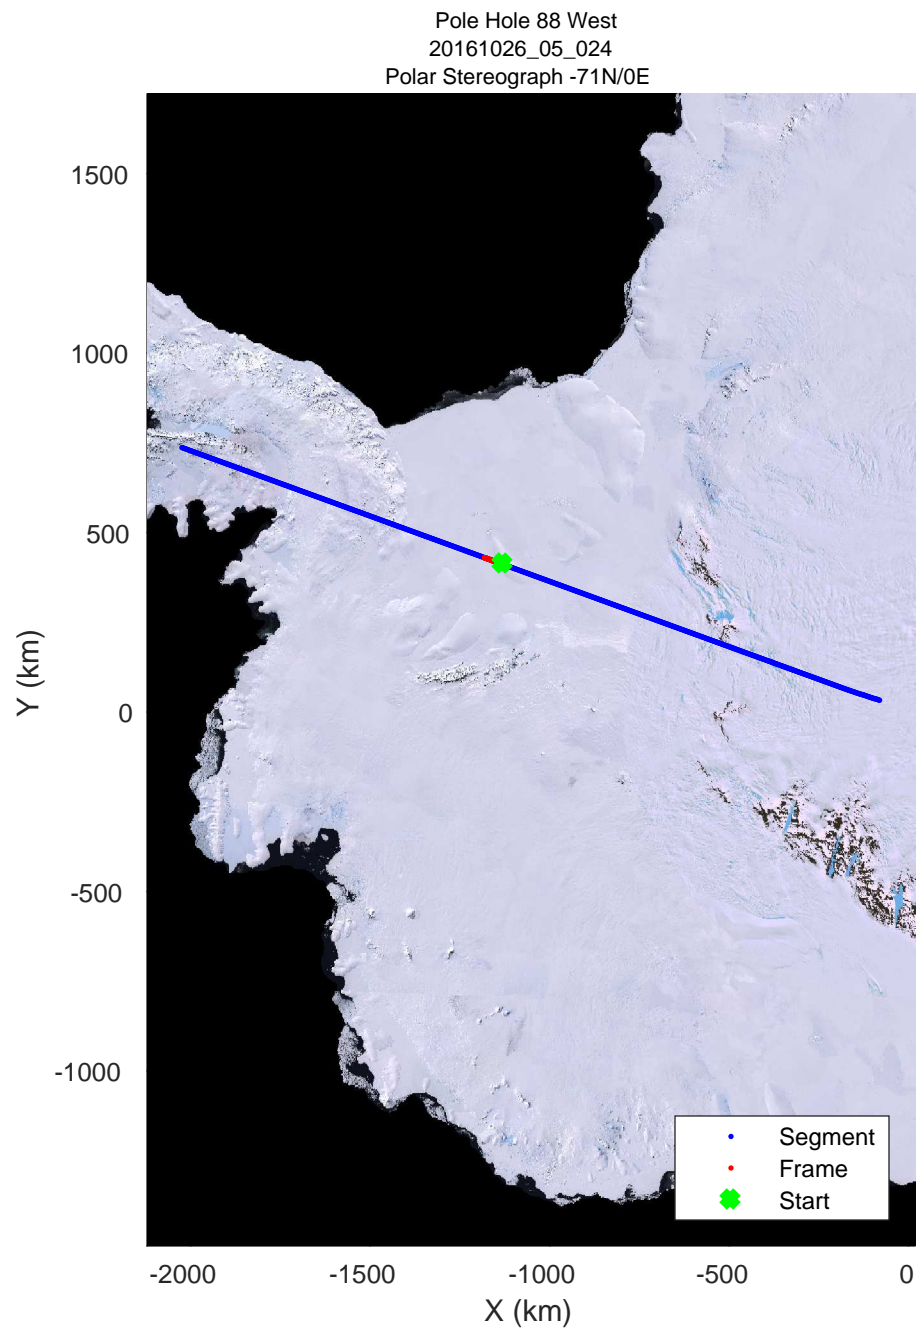 Pole Hole 88 West
20161026_05_024
Polar Stereograph -71N/0E
1500
1000
500
0
-500
-1000
Y (km)
-2000
-1500
-1000
-500
0
X (km)
Segment
Frame
Start